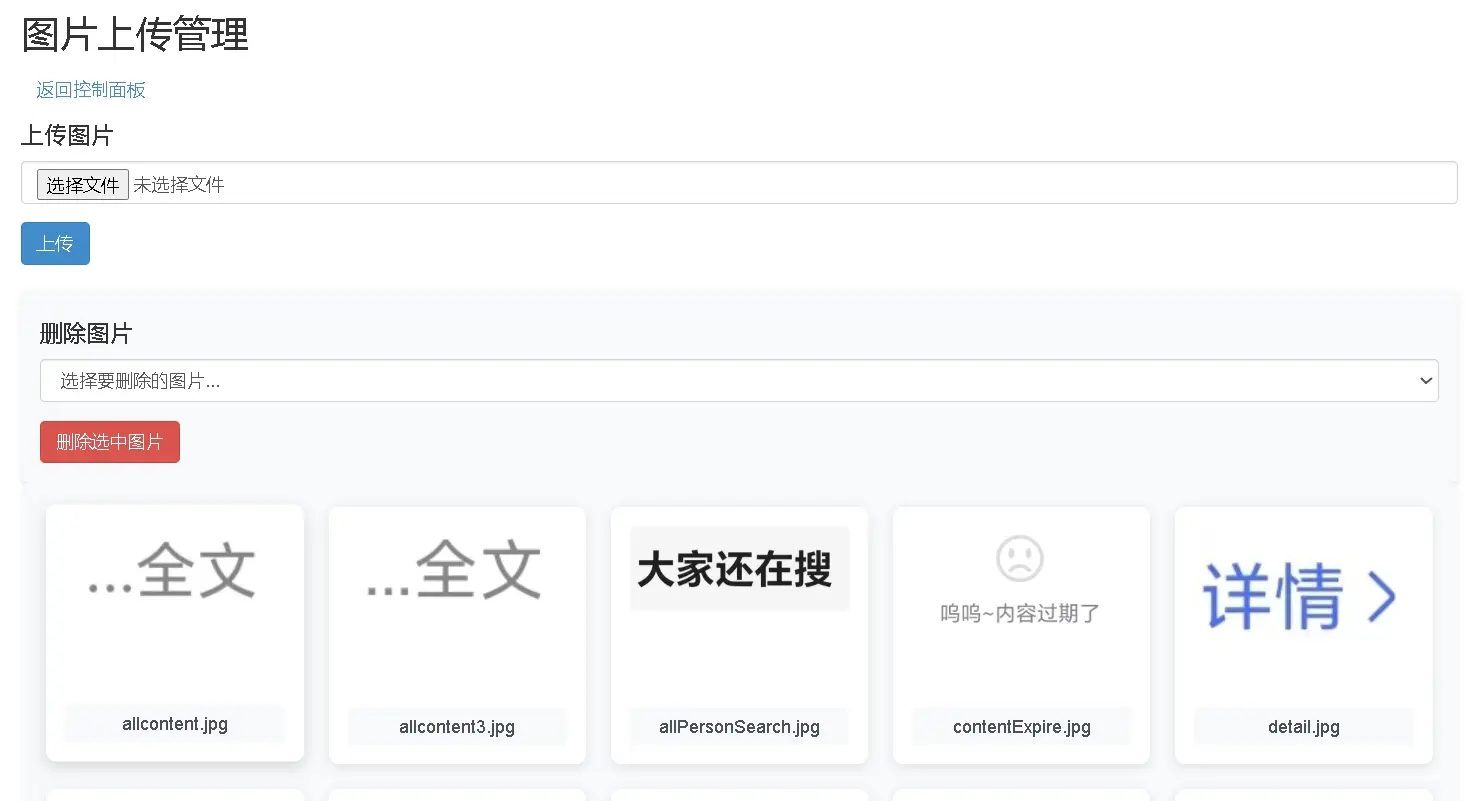 图片上传管理
返回控制面板
上传图片
选择文件 未选择文件
上传
删除图片
选择要删除的图片...
删除选中图片
...全文
...全文
大家还在搜
呜呜~内容过期了
详情 >
allcontent.jpg
allcontent3.jpg
allPersonSearch.jpg
contentExpire.jpg
detail.jpg